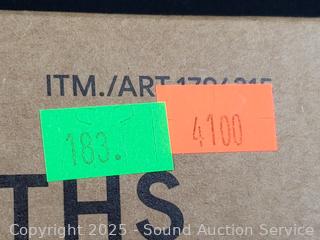 ITM./ART.
183.
4100
THS
Copyright 2025 - Sound Auction Service